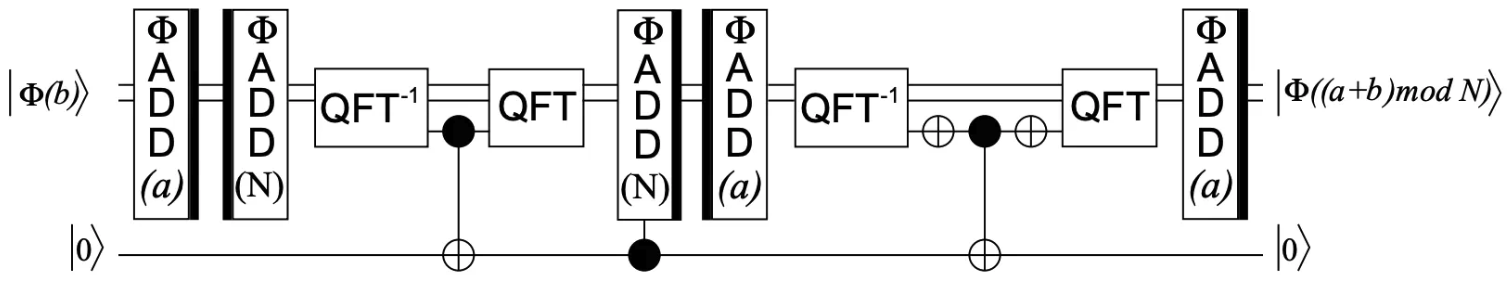 |Φ(b)⟩
Φ
A
D
D
(a)
Φ
A
D
D
(N)
QFT⁻¹
QFT
Φ
A
D
D
(N)
Φ
A
D
D
(a)
QFT⁻¹
QFT
Φ
A
D
D
(a)
|Φ((a+b)mod N)⟩
|0⟩
|0⟩